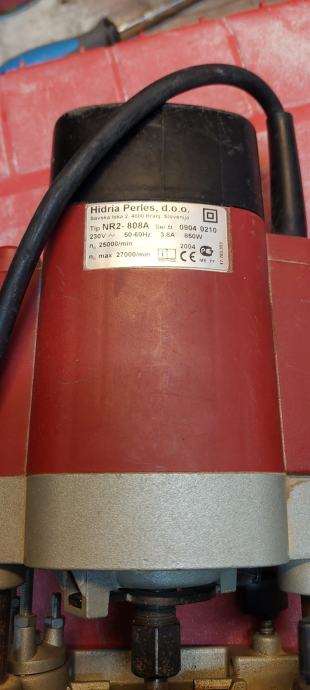 Hidria Perles, d.o.o.
Savska loka 2, 4000 Kranj, Slovenija
Tip NR2-808A Ser.št. 0904 0210
230V ~ 50-60Hz 3.8A 850W
n₀ 25000/min 2004
n₀ max. 27000/min CE